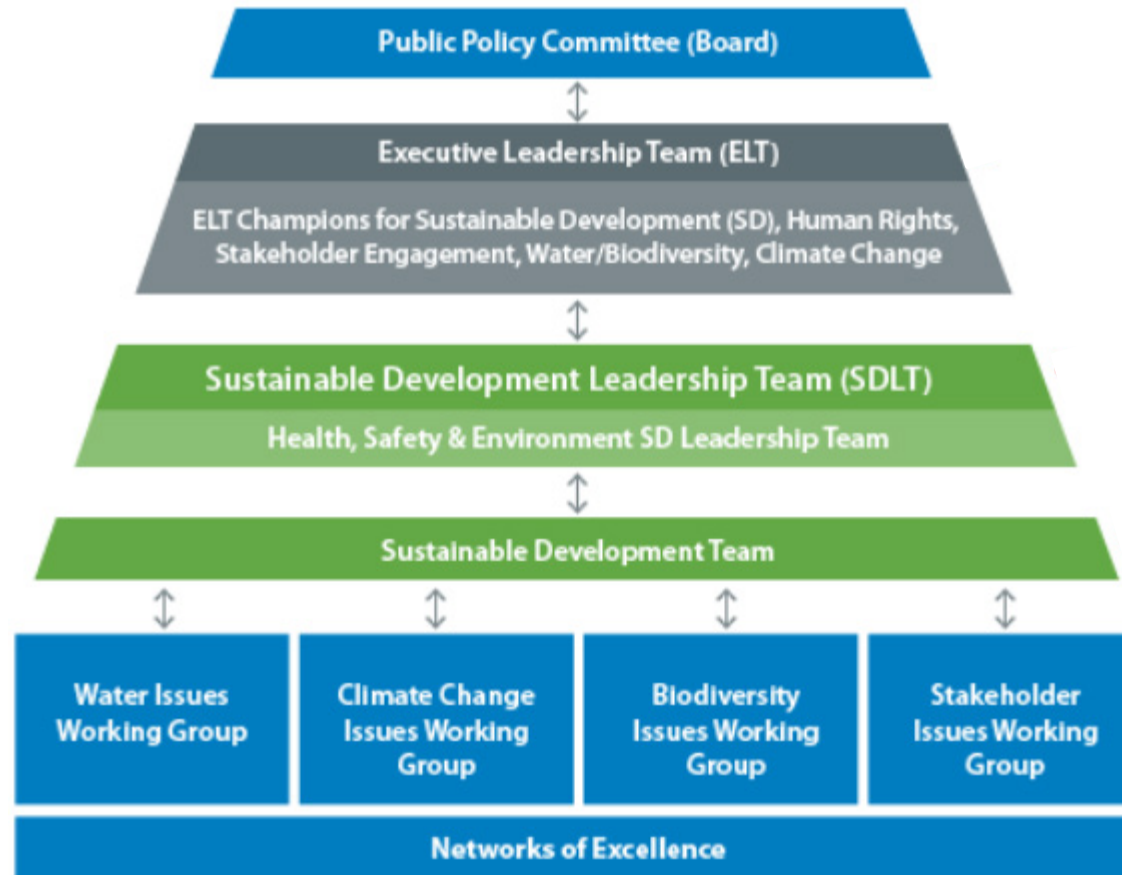 Public Policy Committee (Board)
Executive Leadership Team (ELT)
ELT Champions for Sustainable Development (SD), Human Rights,
Stakeholder Engagement, Water/Biodiversity, Climate Change
Sustainable Development Leadership Team (SDLT)
Health, Safety & Environment SD Leadership Team
Sustainable Development Team
Water Issues
Working Group
Climate Change
Issues Working
Group
Biodiversity
Issues Working
Group
Stakeholder
Issues Working
Group
Networks of Excellence